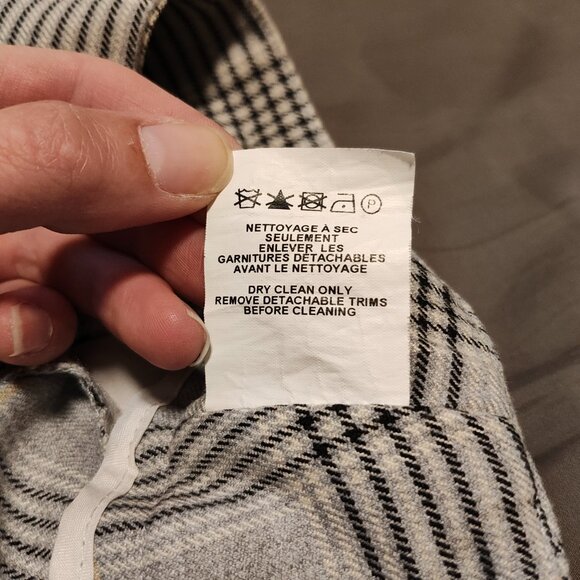 P
NETTOYAGE À SEC
SEULEMENT
ENLEVER LES
GARNITURES DÉTACHABLES
AVANT LE NETTOYAGE
DRY CLEAN ONLY
REMOVE DETACHABLE TRIMS
BEFORE CLEANING